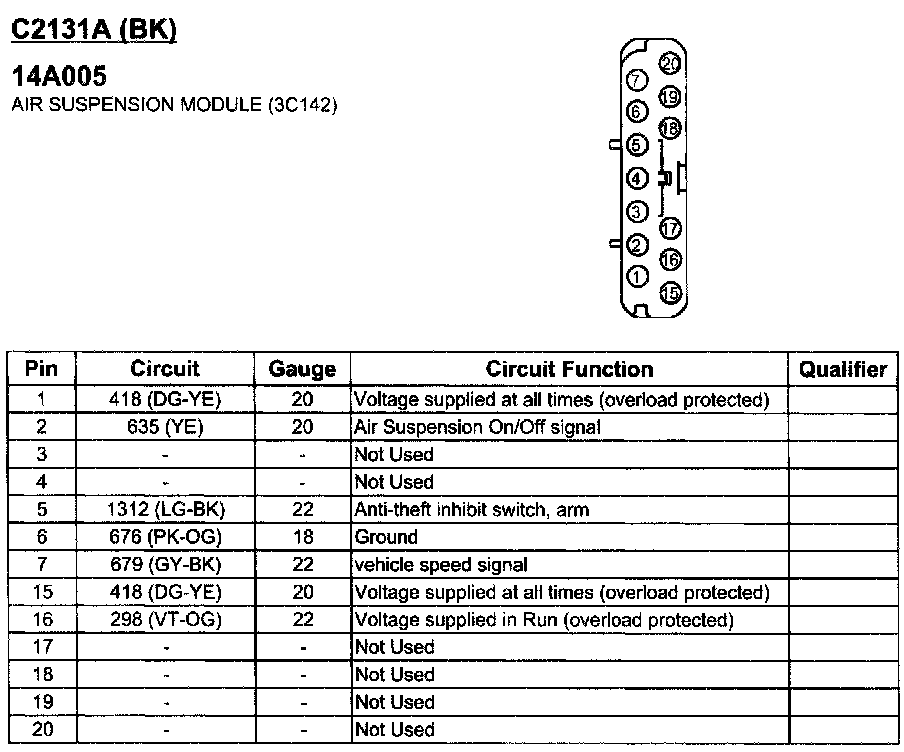 C2131A (BK)
14A005
AIR SUSPENSION MODULE (3C142)
20
7
19
6
18
5
4
3
17
2
16
1
15
Pin Circuit Gauge Circuit Function Qualifier
1 418 (DG-YE) 20 Voltage supplied at all times (overload protected)
2 635 (YE) 20 Air Suspension On/Off signal
3 - - Not Used
4 - - Not Used
5 1312 (LG-BK) 22 Anti-theft inhibit switch, arm
6 676 (PK-OG) 18 Ground
7 679 (GY-BK) 22 vehicle speed signal
15 418 (DG-YE) 20 Voltage supplied at all times (overload protected)
16 298 (VT-OG) 22 Voltage supplied in Run (overload protected)
17 - - Not Used
18 - - Not Used
19 - - Not Used
20 - - Not Used